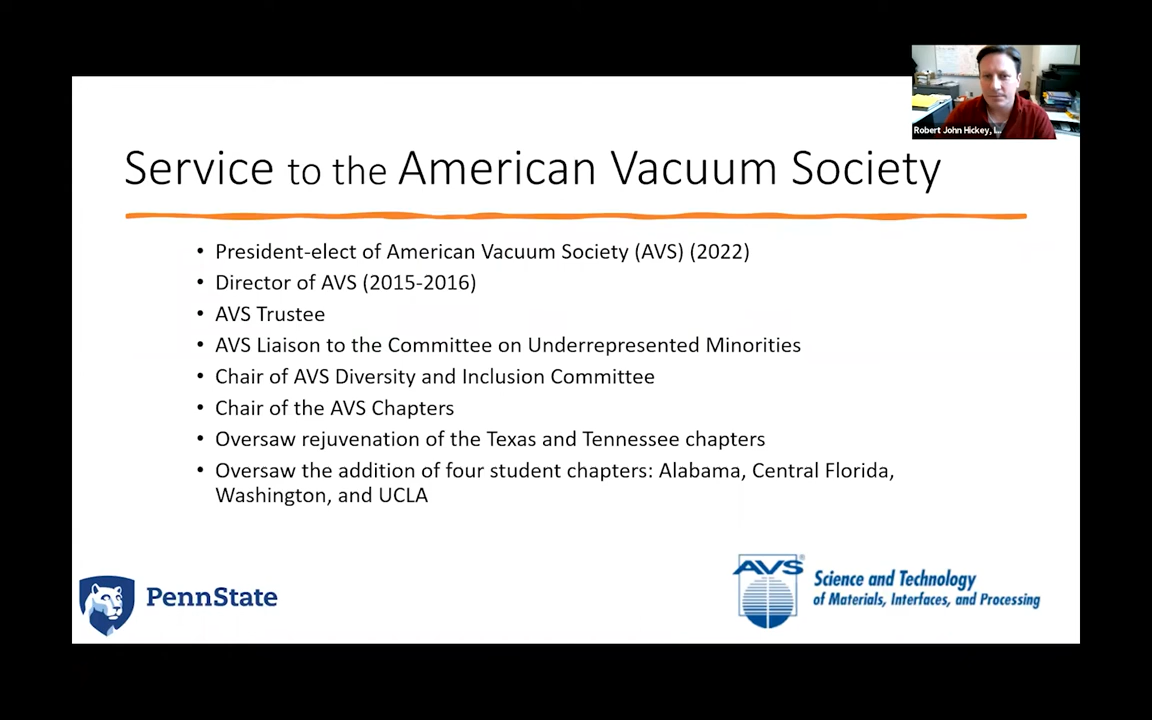 Robert John Hickey, I...
Service to the American Vacuum Society
• President-elect of American Vacuum Society (AVS) (2022)
• Director of AVS (2015-2016)
• AVS Trustee
• AVS Liaison to the Committee on Underrepresented Minorities
• Chair of AVS Diversity and Inclusion Committee
• Chair of the AVS Chapters
• Oversaw rejuvenation of the Texas and Tennessee chapters
• Oversaw the addition of four student chapters: Alabama, Central Florida,
Washington, and UCLA
PennState
AVS®
Science and Technology
of Materials, Interfaces, and Processing